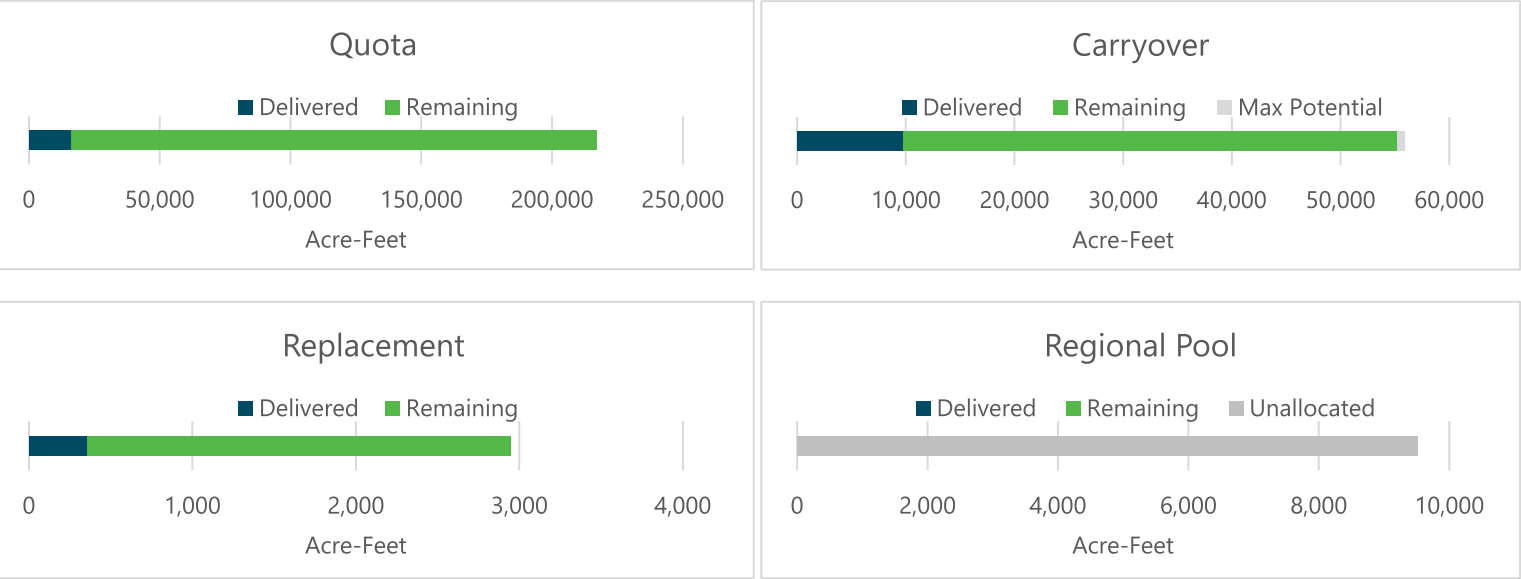 Quota
Delivered Remaining
0 50,000 100,000 150,000 200,000 250,000
Acre-Feet
Carryover
Delivered Remaining Max Potential
0 10,000 20,000 30,000 40,000 50,000 60,000
Acre-Feet
Replacement
Delivered Remaining
0 1,000 2,000 3,000 4,000
Acre-Feet
Regional Pool
Delivered Remaining Unallocated
0 2,000 4,000 6,000 8,000 10,000
Acre-Feet